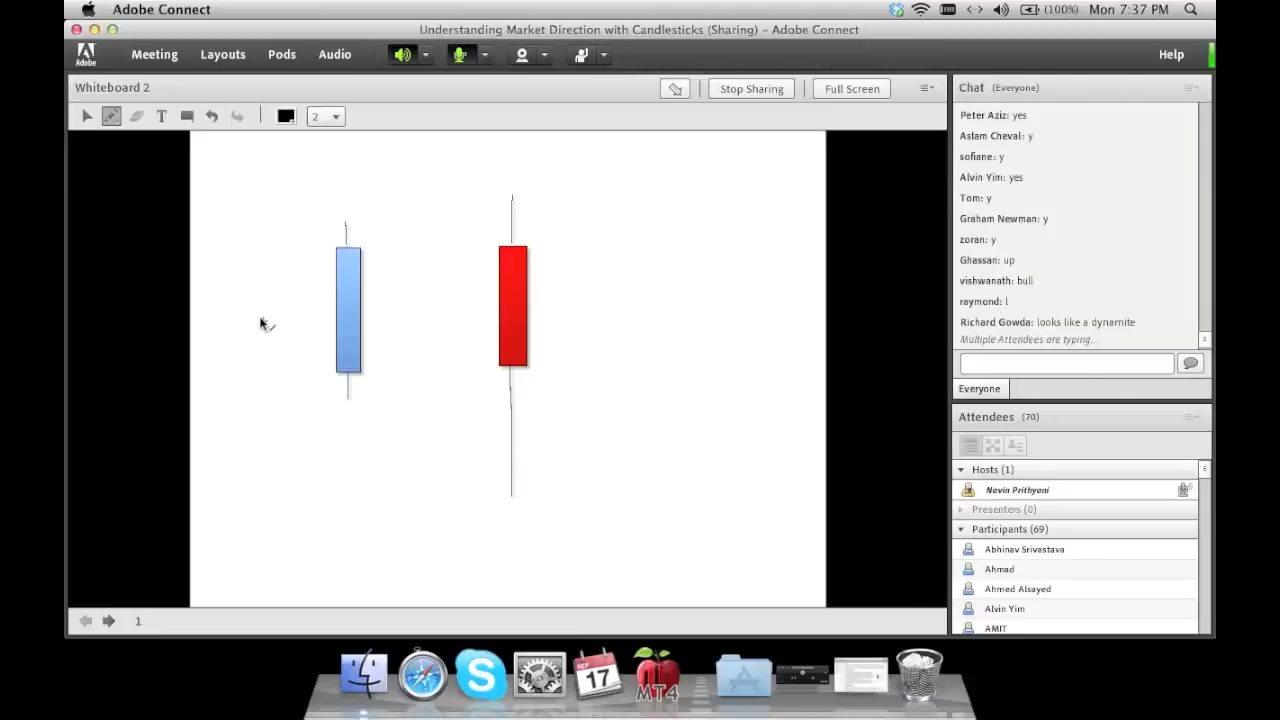 Adobe Connect
(100%) Mon 7:37 PM
Understanding Market Direction with Candlesticks (Sharing) – Adobe Connect
Adobe
Meeting Layouts Pods Audio
Help
Whiteboard 2
Stop Sharing
Full Screen
T
2
Chat (Everyone)
Peter Aziz: yes
Aslam Cheval: y
sofiane: y
Alvin Yim: yes
Tom: y
Graham Newman: y
zoran: y
Ghassan: up
vishwanath: bull
raymond: l
Richard Gowda: looks like a dynamite
Multiple Attendees are typing...
Everyone
Attendees (70)
Hosts (1)
Navin Prithyani
Presenters (0)
Participants (69)
Abhinav Srivastava
Ahmad
Ahmed Alsayed
Alvin Yim
AMIT
1
SEP
17
MT4